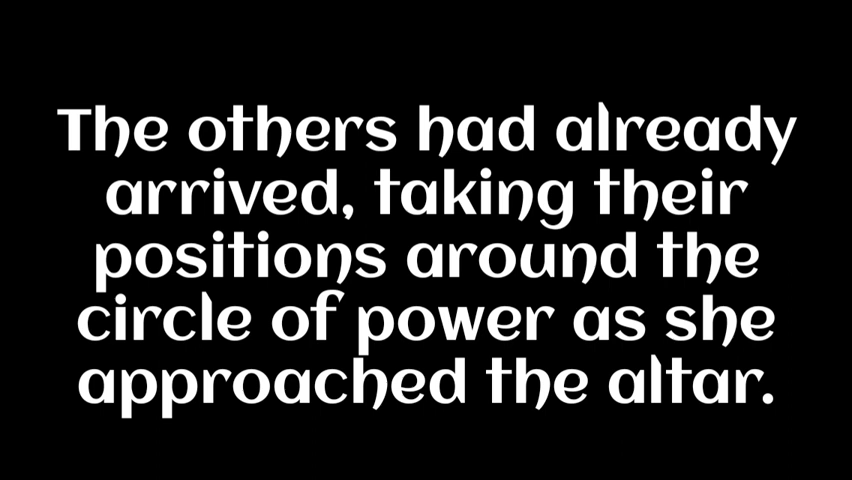 The others had already
arrived, taking their
positions around the
circle of power as she
approached the altar.